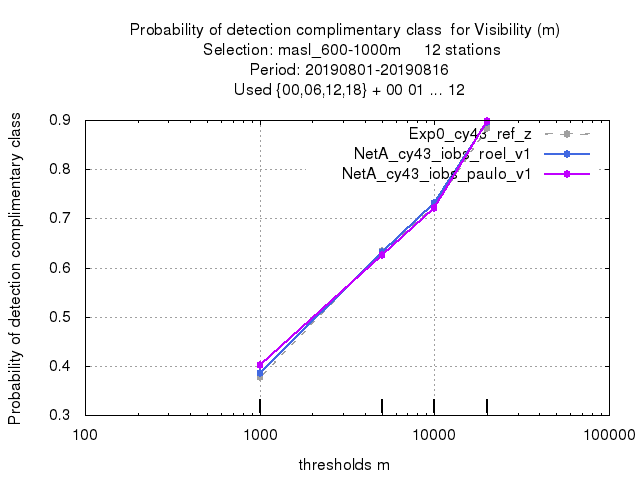 Probability of detection complimentary class  for Visibility (m)
Selection: masl_600-1000m     12 stations
Period: 20190801-20190816
Used {00,06,12,18} + 00 01 ... 12
Probability of detection complimentary class
0.9
0.8
0.7
0.6
0.5
0.4
0.3
Exp0_cy43_ref_z
NetA_cy43_iobs_roel_v1
NetA_cy43_iobs_paulo_v1
100 1000 10000 100000
thresholds m